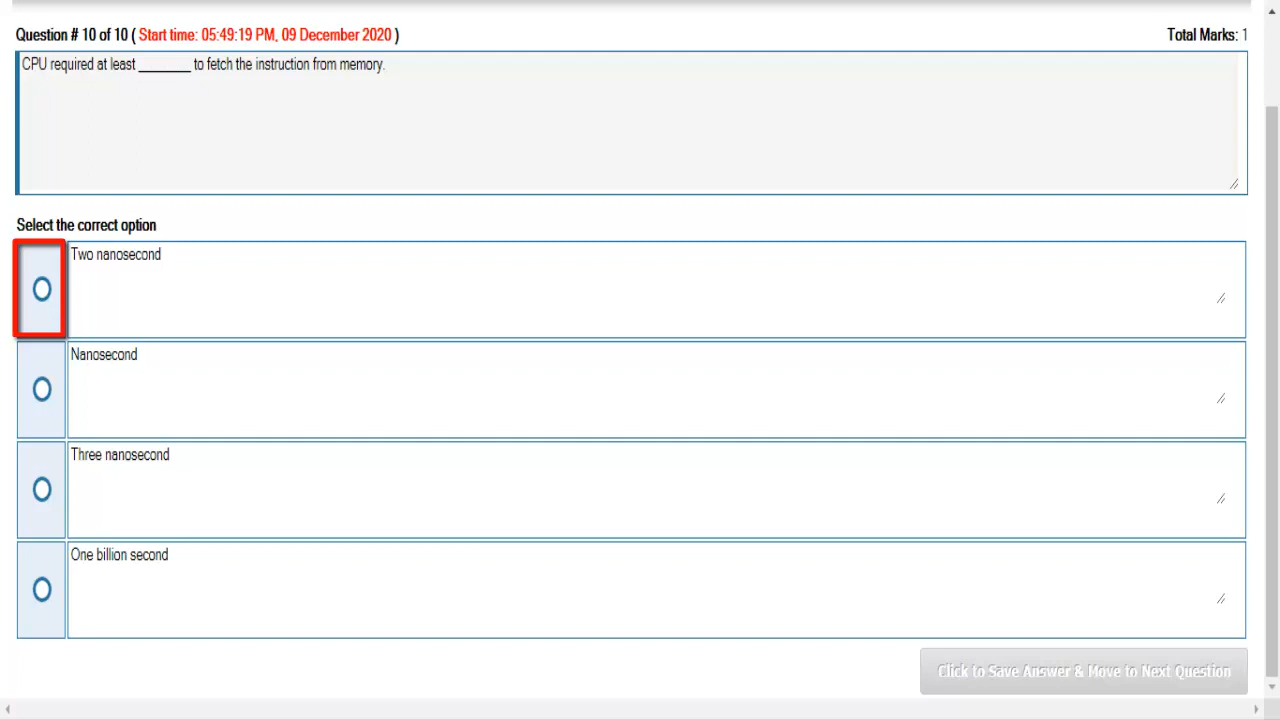 Question # 10 of 10 ( Start time: 05:49:19 PM, 09 December 2020 ) Total Marks: 1
CPU required at least ________ to fetch the instruction from memory.
Select the correct option
Two nanosecond
Nanosecond
Three nanosecond
One billion second
Click to Save Answer & Move to Next Question